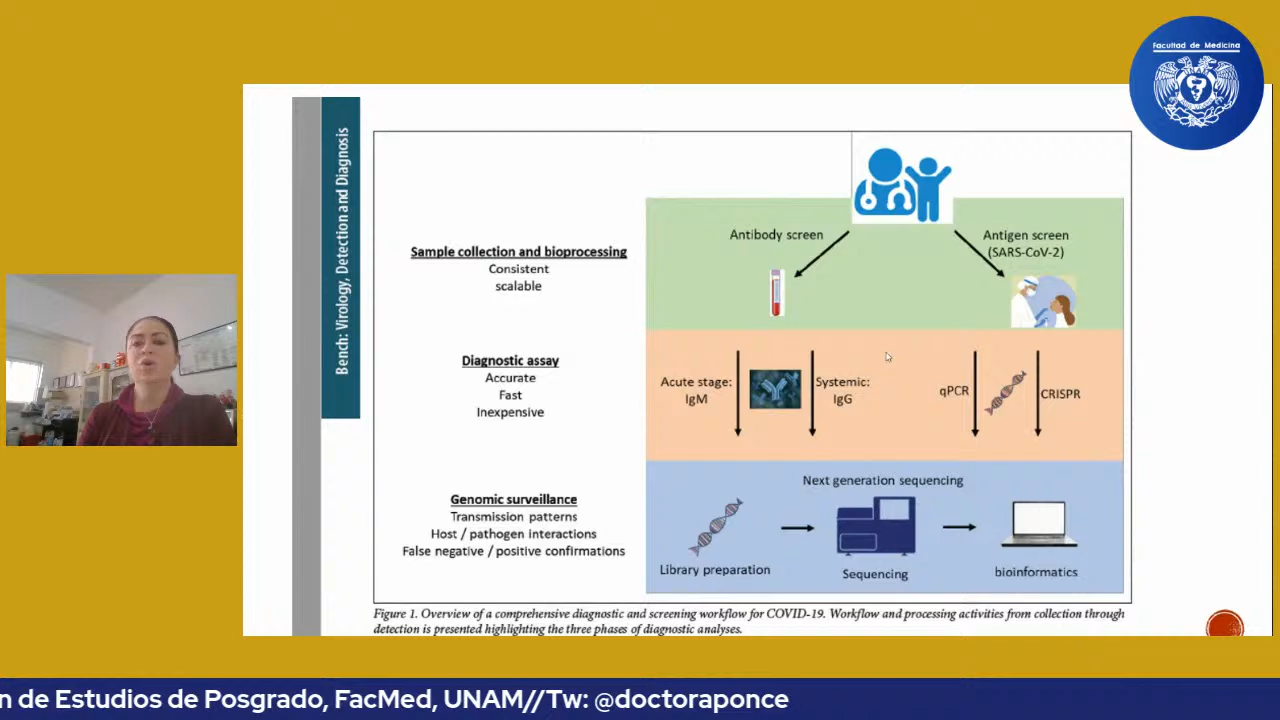 Facultad de Medicina
Bench: Virology, Detection and Diagnosis
Antibody screen
Antigen screen
(SARS-CoV-2)
Sample collection and bioprocessing
Consistent
scalable
Diagnostic assay
Accurate
Fast
Inexpensive
Acute stage:
IgM
Systemic:
IgG
qPCR
CRISPR
Genomic surveillance
Transmission patterns
Host / pathogen interactions
False negative / positive confirmations
Next generation sequencing
Library preparation
Sequencing
bioinformatics
Figure 1. Overview of a comprehensive diagnostic and screening workflow for COVID-19. Workflow and processing activities from collection through
detection is presented highlighting the three phases of diagnostic analyses.
n de Estudios de Posgrado, FacMed, UNAM//Tw: @doctoraponce